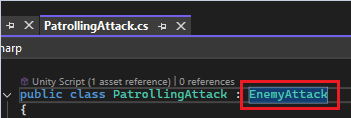 PatrollingAttack.cs
harp
Unity Script (1 asset reference) | 0 references
public class PatrollingAttack : EnemyAttack
{